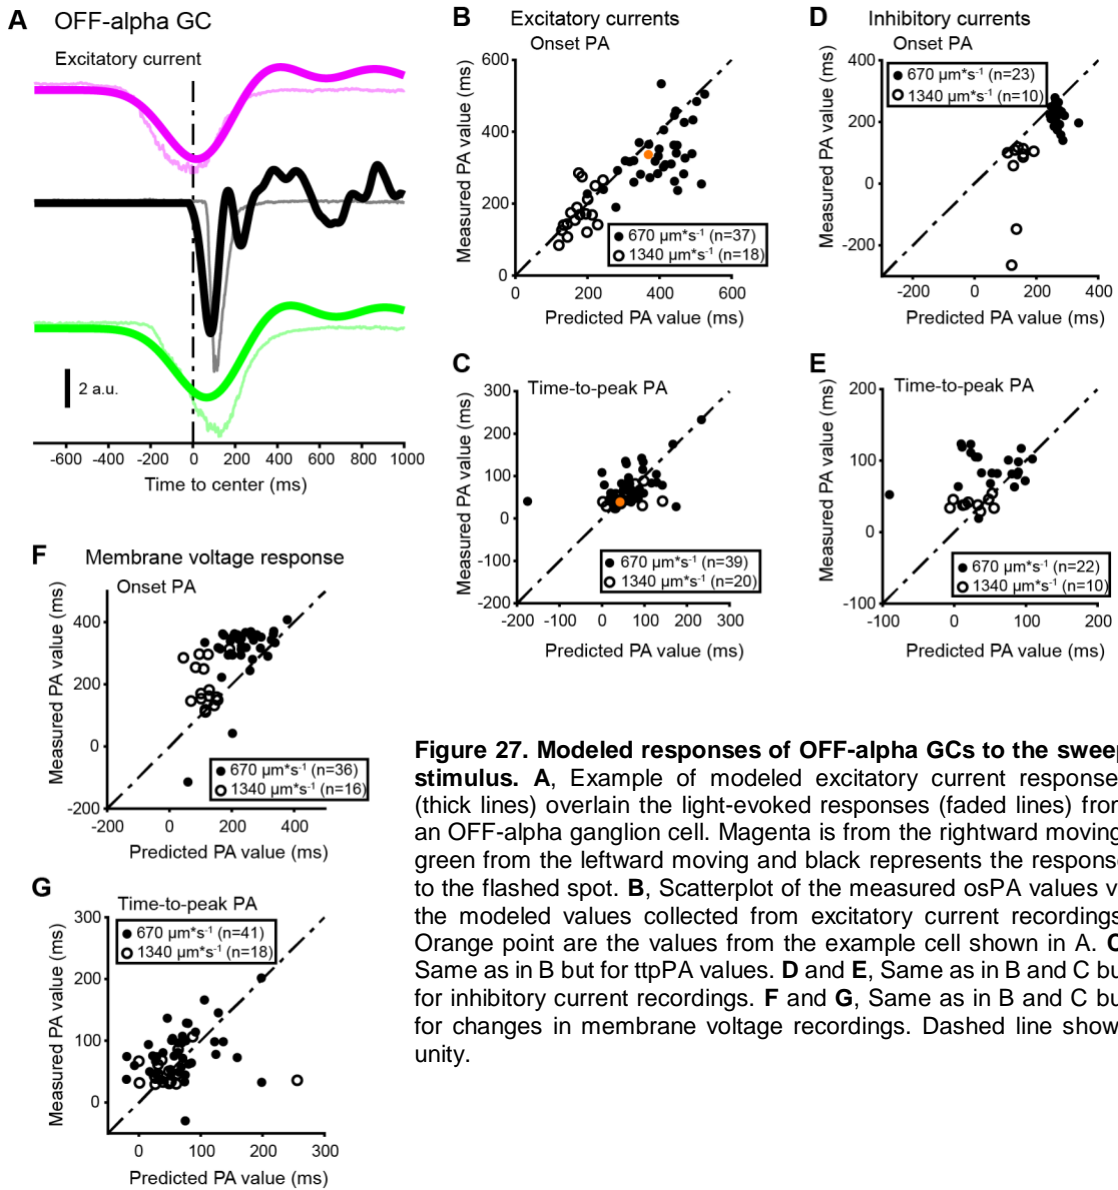 A OFF-alpha GC
Excitatory current
2 a.u.
-600 -400 -200 0 200 400 600 800 1000
Time to center (ms)
B Excitatory currents
Onset PA
Measured PA value (ms)
600
400
200
0
670 µm*s⁻¹ (n=37)
1340 µm*s⁻¹ (n=18)
0 200 400 600
Predicted PA value (ms)
D Inhibitory currents
Onset PA
Measured PA value (ms)
400
200
0
-200
670 µm*s⁻¹ (n=23)
1340 µm*s⁻¹ (n=10)
-200 0 200 400
Predicted PA value (ms)
C
Time-to-peak PA
Measured PA value (ms)
300
200
100
0
-100
-200
670 µm*s⁻¹ (n=39)
1340 µm*s⁻¹ (n=20)
-200 -100 0 100 200 300
Predicted PA value (ms)
E
Time-to-peak PA
Measured PA value (ms)
200
100
0
-100
670 µm*s⁻¹ (n=22)
1340 µm*s⁻¹ (n=10)
-100 0 100 200
Predicted PA value (ms)
F Membrane voltage response
Onset PA
Measured PA value (ms)
400
200
0
-200
670 µm*s⁻¹ (n=36)
1340 µm*s⁻¹ (n=16)
-200 0 200 400
Predicted PA value (ms)
G
Time-to-peak PA
Measured PA value (ms)
300
200
100
0
670 µm*s⁻¹ (n=41)
1340 µm*s⁻¹ (n=18)
0 100 200 300
Predicted PA value (ms)
Figure 27. Modeled responses of OFF-alpha GCs to the sweep
stimulus. A, Example of modeled excitatory current response
(thick lines) overlain the light-evoked responses (faded lines) from
an OFF-alpha ganglion cell. Magenta is from the rightward moving
green from the leftward moving and black represents the response
to the flashed spot. B, Scatterplot of the measured osPA values v
the modeled values collected from excitatory current recordings
Orange point are the values from the example cell shown in A. C
Same as in B but for ttpPA values. D and E, Same as in B and C bu
for inhibitory current recordings. F and G, Same as in B and C bu
for changes in membrane voltage recordings. Dashed line show
unity.